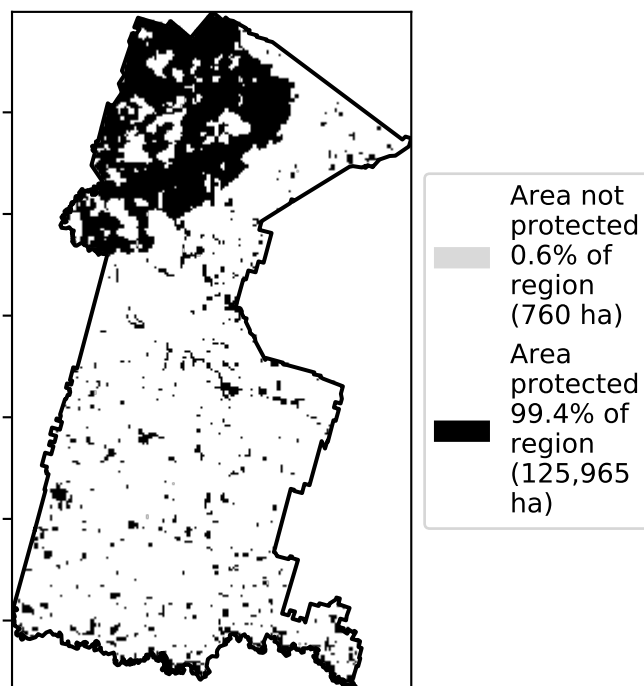 Area not
protected
0.6% of
region
(760 ha)
Area
protected
99.4% of
region
(125,965
ha)